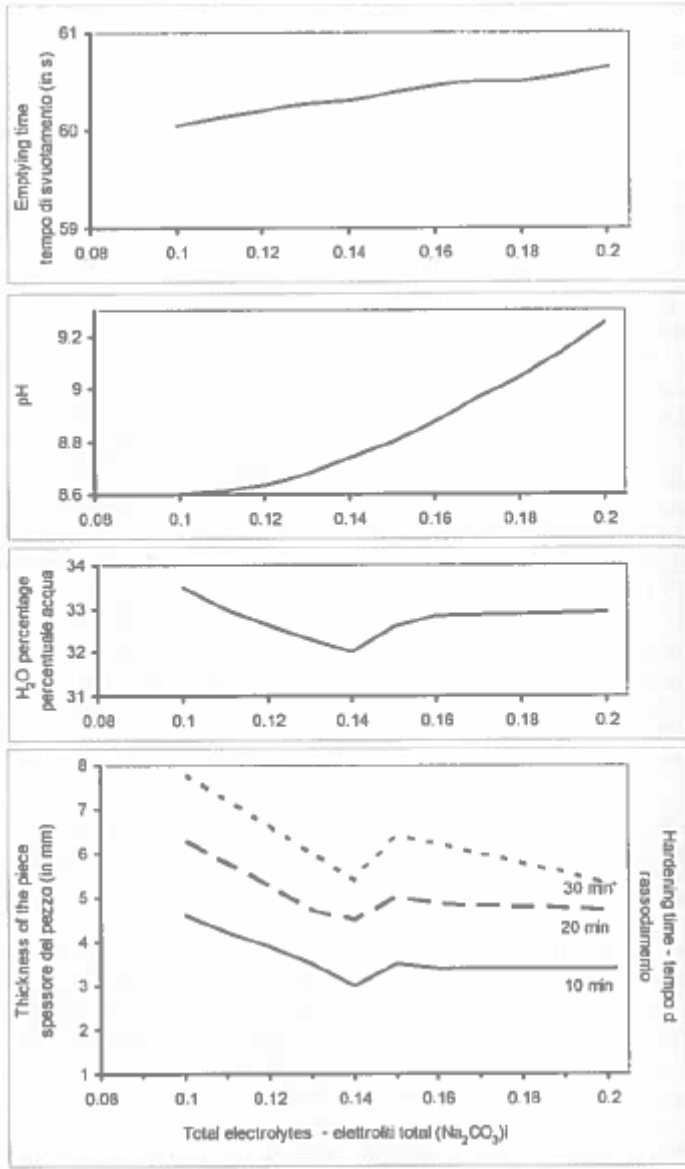 Emptying time
tempo di svuotamento (in s)
61
60
59
0.08 0.1 0.12 0.14 0.16 0.18 0.2
pH
9.2
9
8.8
8.6
0.08 0.1 0.12 0.14 0.16 0.18 0.2
H₂O percentage
percentuale acqua
34
33
32
31
0.08 0.1 0.12 0.14 0.16 0.18 0.2
Thickness of the piece
spessore del pezzo (in mm)
8
7
6
5
4
3
2
1
30 min
20 min
10 min
Hardening time - tempo d
rassodamento
0.08 0.1 0.12 0.14 0.16 0.18 0.2
Total electrolytes - elettroliti total (Na₂CO₃)i